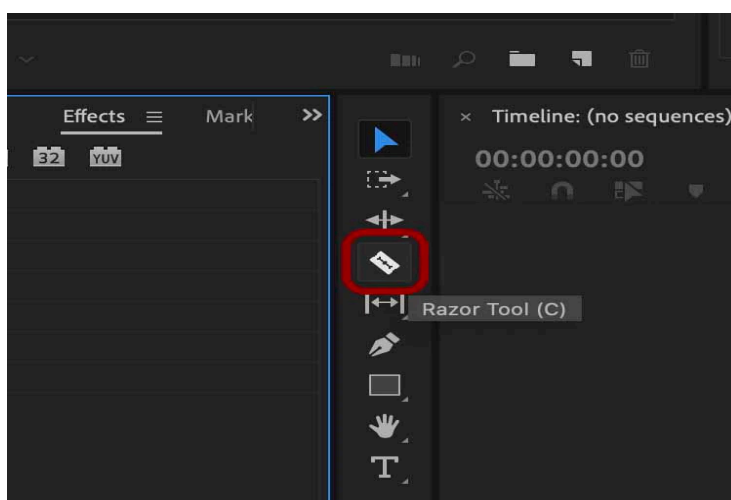 Effects
Mark
32
YUV
Timeline: (no sequences)
00:00:00:00
Razor Tool (C)
T